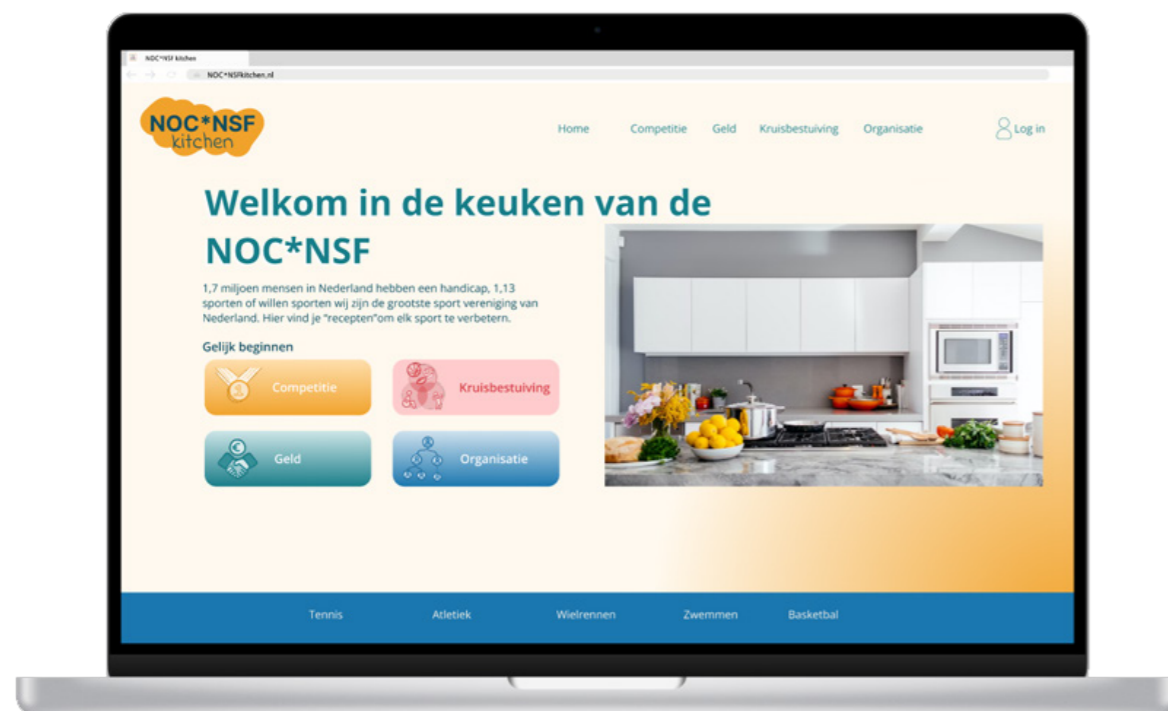 NOC*NSF kitchen
NOC*NSFkitchen.nl
NOC*NSF
kitchen
Home Competitie Geld Kruisbestuiving Organisatie Log in
Welkom in de keuken van de
NOC*NSF
1,7 miljoen mensen in Nederland hebben een handicap, 1,13
sporten of willen sporten wij zijn de grootste sport vereniging van
Nederland. Hier vind je “recepten”om elk sport te verbeteren.
Gelijk beginnen
Competitie Kruisbestuiving
Geld Organisatie
Tennis Atletiek Wielrennen Zwemmen Basketbal